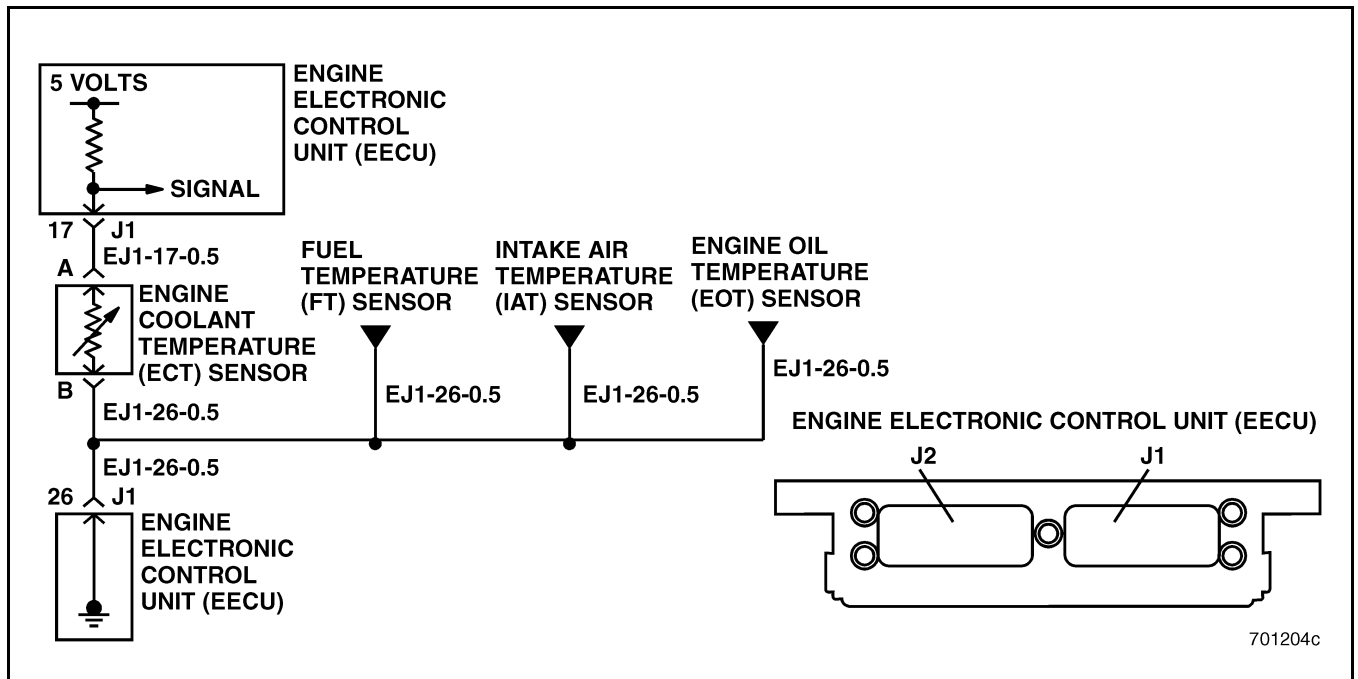 5 VOLTS
SIGNAL
ENGINE
ELECTRONIC
CONTROL
UNIT (EECU)
17
J1
EJ1-17-0.5
A
ENGINE
COOLANT
TEMPERATURE
(ECT) SENSOR
B
EJ1-26-0.5
FUEL
TEMPERATURE
(FT) SENSOR
EJ1-26-0.5
INTAKE AIR
TEMPERATURE
(IAT) SENSOR
EJ1-26-0.5
ENGINE OIL
TEMPERATURE
(EOT) SENSOR
EJ1-26-0.5
EJ1-26-0.5
26
J1
ENGINE
ELECTRONIC
CONTROL
UNIT (EECU)
ENGINE ELECTRONIC CONTROL UNIT (EECU)
J2
J1
701204c